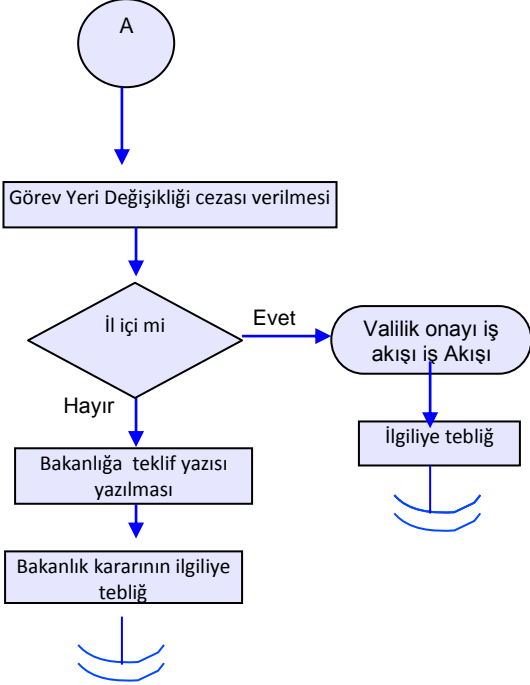 A
Görev Yeri Değişikliği cezası verilmesi
İl içi mi
Evet
Valilik onayı iş
akışı iş Akışı
Hayır
İlgiliye tebliğ
Bakanlığa teklif yazısı
yazılması
Bakanlık kararının ilgiliye
tebliğ